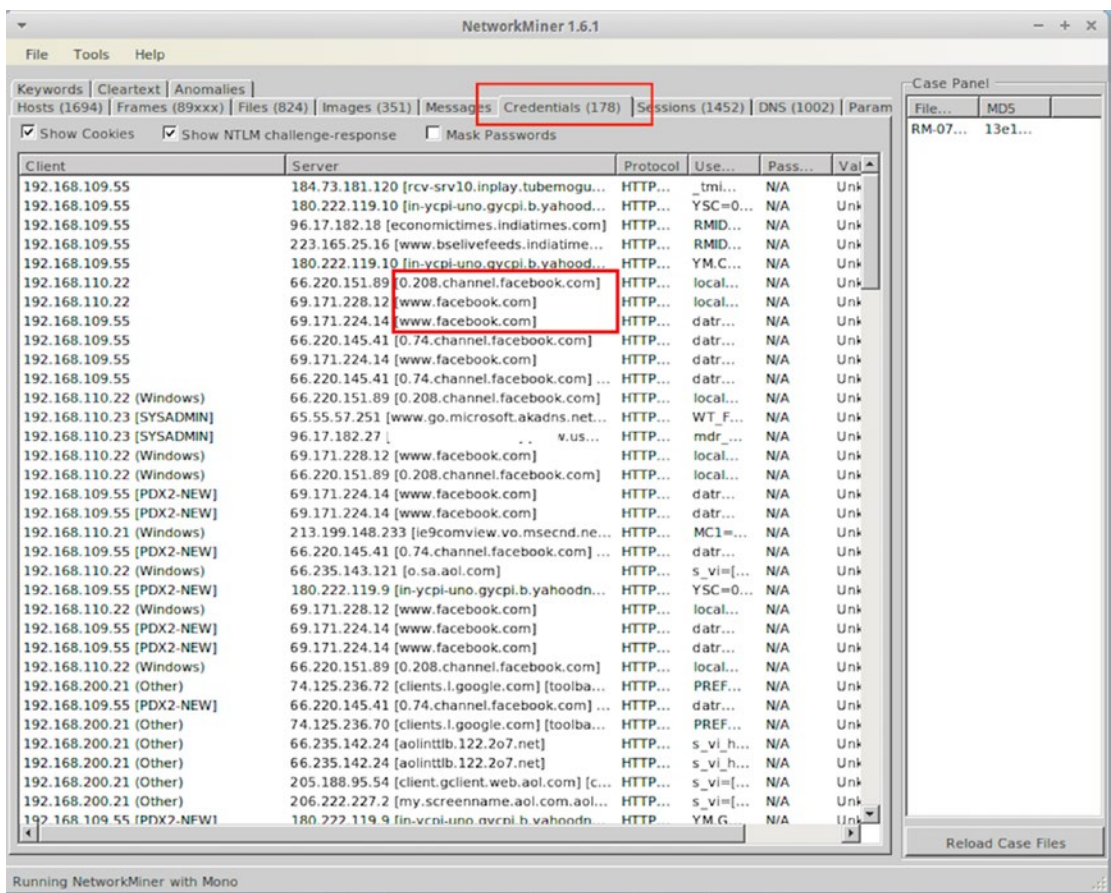 NetworkMiner 1.6.1
File Tools Help
Keywords Cleartext Anomalies
Hosts (1694) Frames (89xxx) Files (824) Images (351) Messages Credentials (178) Sessions (1452) DNS (1002) Param
Show Cookies Show NTLM challenge-response Mask Passwords
Client Server Protocol Use... Pass... Val
192.168.109.55 184.73.181.120 [rcv-srv10.inplay.tubemogu... HTTP... _tmi... N/A Unk
192.168.109.55 180.222.119.10 [in-ycpi-uno.gycpi.b.yahood... HTTP... YSC=0... N/A Unk
192.168.109.55 96.17.182.18 [economictimes.indiatimes.com] HTTP... RMID... N/A Unk
192.168.109.55 223.165.25.16 [www.bselivefeeds.indiatime... HTTP... RMID... N/A Unk
192.168.109.55 180.222.119.10 [in-ycpi-uno.gycpi.b.yahood... HTTP... YM.C... N/A Unk
192.168.110.22 66.220.151.89 [0.208.channel.facebook.com] HTTP... local... N/A Unk
192.168.110.22 69.171.228.12 [www.facebook.com] HTTP... local... N/A Unk
192.168.109.55 69.171.224.14 [www.facebook.com] HTTP... datr... N/A Unk
192.168.109.55 66.220.145.41 [0.74.channel.facebook.com] HTTP... datr... N/A Unk
192.168.109.55 69.171.224.14 [www.facebook.com] HTTP... datr... N/A Unk
192.168.109.55 66.220.145.41 [0.74.channel.facebook.com] ... HTTP... datr... N/A Unk
192.168.110.22 (Windows) 66.220.151.89 [0.208.channel.facebook.com] HTTP... local... N/A Unk
192.168.110.23 [SYSADMIN] 65.55.57.251 [www.go.microsoft.akadns.net... HTTP... WT_F... N/A Unk
192.168.110.23 [SYSADMIN] 96.17.182.27 [ HTTP... mdr_... N/A Unk
192.168.110.22 (Windows) 69.171.228.12 [www.facebook.com] HTTP... local... N/A Unk
192.168.110.22 (Windows) 66.220.151.89 [0.208.channel.facebook.com] HTTP... local... N/A Unk
192.168.109.55 [PDX2-NEW] 69.171.224.14 [www.facebook.com] HTTP... datr... N/A Unk
192.168.109.55 [PDX2-NEW] 69.171.224.14 [www.facebook.com] HTTP... datr... N/A Unk
192.168.110.21 (Windows) 213.199.148.233 [ie9comview.vo.msecnd.ne... HTTP... MC1=... N/A Unk
192.168.109.55 [PDX2-NEW] 66.220.145.41 [0.74.channel.facebook.com] ... HTTP... datr... N/A Unk
192.168.110.22 (Windows) 66.235.143.121 [o.sa.aol.com] HTTP... s_vi=[... N/A Unk
192.168.109.55 [PDX2-NEW] 180.222.119.9 [in-ycpi-uno.gycpi.b.yahoodn... HTTP... YSC=0... N/A Unk
192.168.110.22 (Windows) 69.171.228.12 [www.facebook.com] HTTP... local... N/A Unk
192.168.109.55 [PDX2-NEW] 69.171.224.14 [www.facebook.com] HTTP... datr... N/A Unk
192.168.109.55 [PDX2-NEW] 69.171.224.14 [www.facebook.com] HTTP... datr... N/A Unk
192.168.110.22 (Windows) 66.220.151.89 [0.208.channel.facebook.com] HTTP... local... N/A Unk
192.168.200.21 (Other) 74.125.236.72 [clients.l.google.com] [toolba... HTTP... PREF... N/A Unk
192.168.109.55 [PDX2-NEW] 66.220.145.41 [0.74.channel.facebook.com] ... HTTP... datr... N/A Unk
192.168.200.21 (Other) 74.125.236.70 [clients.l.google.com] [toolba... HTTP... PREF... N/A Unk
192.168.200.21 (Other) 66.235.142.24 [aolinttlb.122.2o7.net] HTTP... s_vi_h... N/A Unk
192.168.200.21 (Other) 66.235.142.24 [aolinttlb.122.2o7.net] HTTP... s_vi_h... N/A Unk
192.168.200.21 (Other) 205.188.95.54 [client.gclient.web.aol.com] [c... HTTP... s_vi=[... N/A Unk
192.168.200.21 (Other) 206.222.227.2 [my.screenname.aol.com.aol... HTTP... s_vi=[... N/A Unk
192.168.109.55 [PDX2-NEW] 180.222.119.9 [in-ycpi-uno.gycpi.b.yahoodn... HTTP... YM.G... N/A Unk
Case Panel
File... MD5
RM-07... 13e1...
Reload Case Files
Running NetworkMiner with Mono